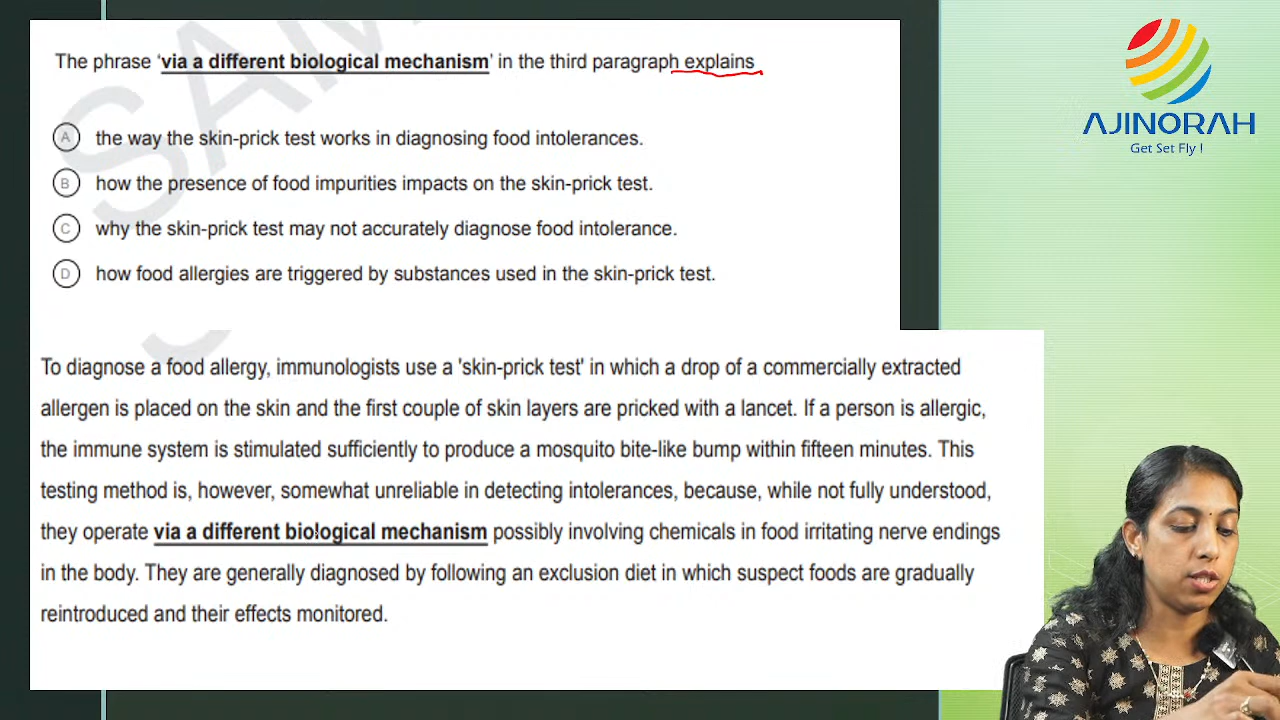 The phrase ‘via a different biological mechanism’ in the third paragraph explains
A the way the skin-prick test works in diagnosing food intolerances.
B how the presence of food impurities impacts on the skin-prick test.
C why the skin-prick test may not accurately diagnose food intolerance.
D how food allergies are triggered by substances used in the skin-prick test.
To diagnose a food allergy, immunologists use a 'skin-prick test' in which a drop of a commercially extracted
allergen is placed on the skin and the first couple of skin layers are pricked with a lancet. If a person is allergic,
the immune system is stimulated sufficiently to produce a mosquito bite-like bump within fifteen minutes. This
testing method is, however, somewhat unreliable in detecting intolerances, because, while not fully understood,
they operate via a different biological mechanism possibly involving chemicals in food irritating nerve endings
in the body. They are generally diagnosed by following an exclusion diet in which suspect foods are gradually
reintroduced and their effects monitored.
AJINORAH
Get Set Fly !